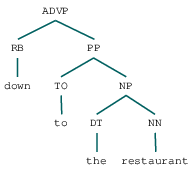 ADVP
RB PP
down TO NP
to DT NN
the restaurant